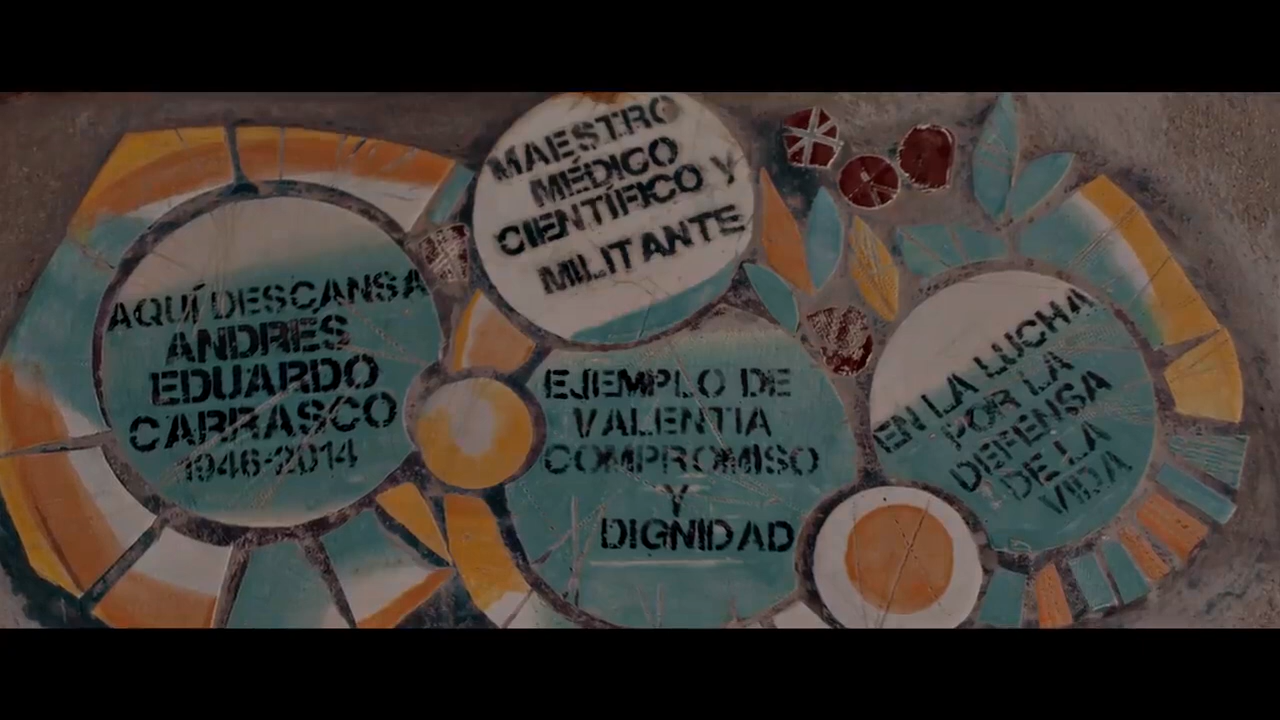 AQUÍ DESCANSA
ANDRES
EDUARDO
CARRASCO
1946-2014
MAESTRO
MÉDICO
CIENTÍFICO Y
MILITANTE
EJEMPLO DE
VALENTIA
COMPROMISO
Y
DIGNIDAD
EN LA LUCHA
POR LA
DEFENSA
DE LA
VIDA